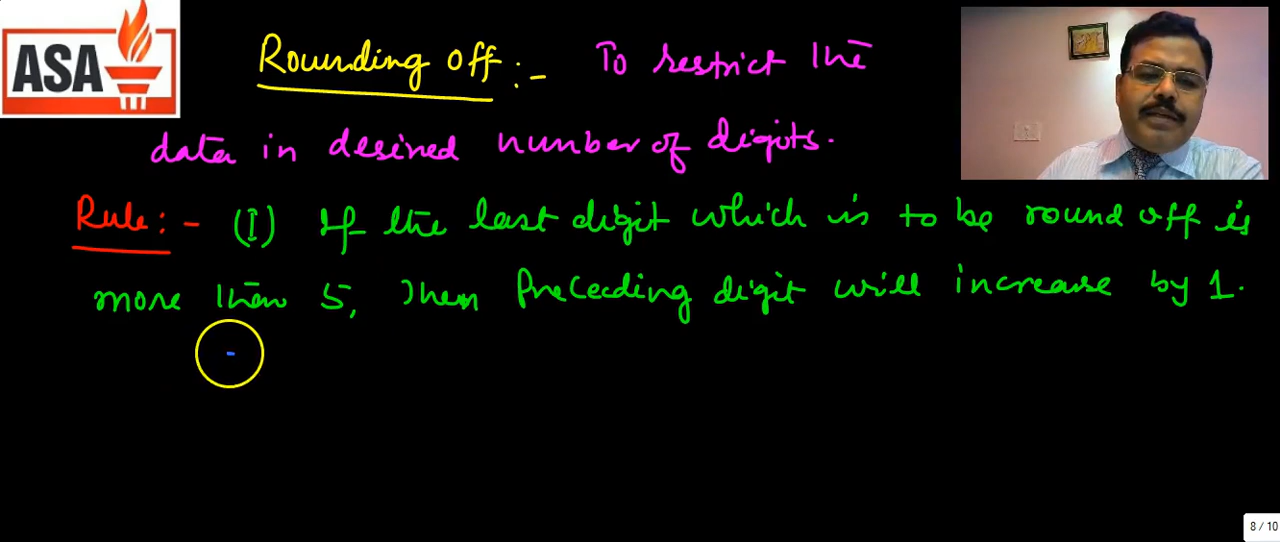 ASA
Rounding off :- To restrict the
data in desired number of digits.
Rule :- (I) If the last digit which is to be round off is
more than 5, then Preceeding digit will increase by 1.
8 / 10